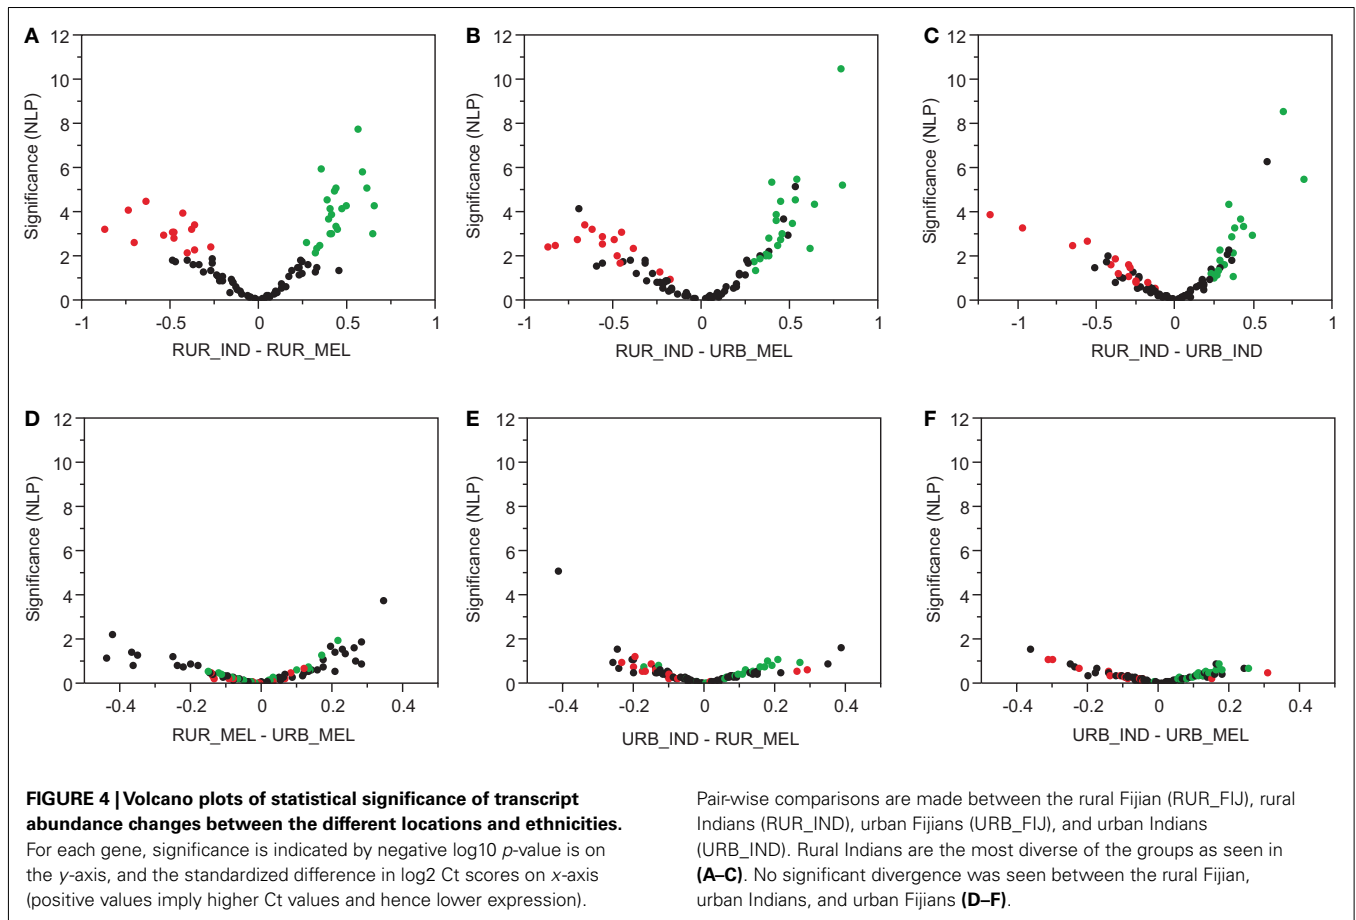 A
12
10
8
6
4
2
0
Significance (NLP)
-1
-0.5
0
0.5
1
RUR_IND - RUR_MEL
B
12
10
8
6
4
2
0
Significance (NLP)
-1
-0.5
0
0.5
1
RUR_IND - URB_MEL
C
12
10
8
6
4
2
0
Significance (NLP)
-1
-0.5
0
0.5
1
RUR_IND - URB_IND
D
12
10
8
6
4
2
0
Significance (NLP)
-0.4
-0.2
0
0.2
0.4
RUR_MEL - URB_MEL
E
12
10
8
6
4
2
0
Significance (NLP)
-0.4
-0.2
0
0.2
0.4
URB_IND - RUR_MEL
F
12
10
8
6
4
2
0
Significance (NLP)
-0.4
-0.2
0
0.2
0.4
URB_IND - URB_MEL
FIGURE 4 | Volcano plots of statistical significance of transcript
abundance changes between the different locations and ethnicities.
For each gene, significance is indicated by negative log10 p-value is on
the y-axis, and the standardized difference in log2 Ct scores on x-axis
(positive values imply higher Ct values and hence lower expression).
Pair-wise comparisons are made between the rural Fijian (RUR_FIJ), rural
Indians (RUR_IND), urban Fijians (URB_FIJ), and urban Indians
(URB_IND). Rural Indians are the most diverse of the groups as seen in
(A–C). No significant divergence was seen between the rural Fijian,
urban Indians, and urban Fijians (D–F).